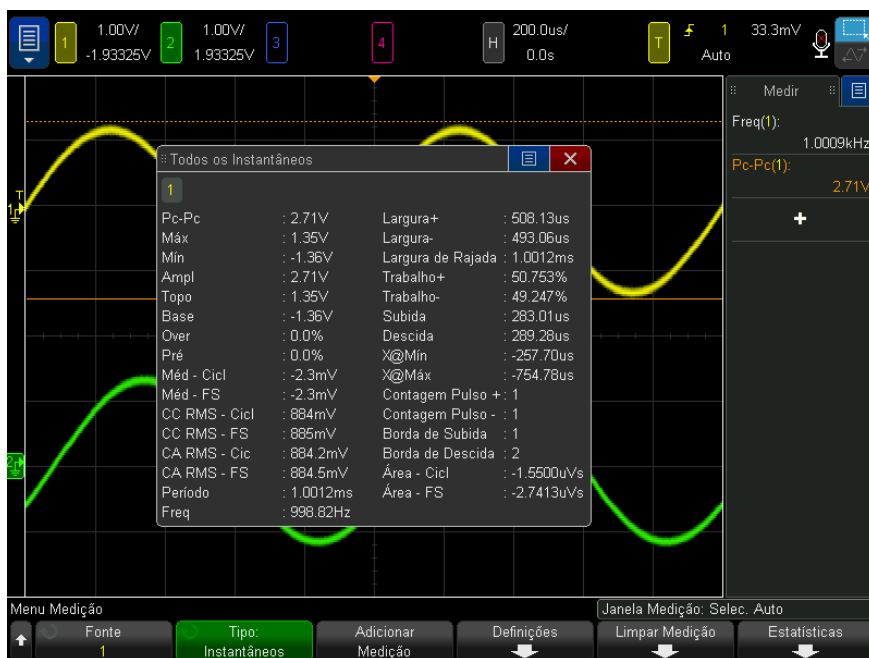 1 1.00V/ 2 1.00V/ 3 4 H 200.0us/ T 1 33.3mV
-1.93325V 1.93325V 0.0s Auto
Medir
Freq(1):
1.0009kHz
Pc-Pc(1):
2.71V
+
T
1
2
Todos os Instantâneos
1
Pc-Pc : 2.71V Largura+ : 508.13us
Máx : 1.35V Largura- : 493.06us
Mín : -1.36V Largura de Rajada : 1.0012ms
Ampl : 2.71V Trabalho+ : 50.753%
Topo : 1.35V Trabalho- : 49.247%
Base : -1.36V Subida : 283.01us
Over : 0.0% Descida : 289.28us
Pré : 0.0% X@Mín : -257.70us
Méd - Cicl : -2.3mV X@Máx : -754.78us
Méd - FS : -2.3mV Contagem Pulso + : 1
CC RMS - Cicl : 884mV Contagem Pulso - : 1
CC RMS - FS : 885mV Borda de Subida : 1
CA RMS - Cic : 884.2mV Borda de Descida : 2
CA RMS - FS : 884.5mV Área - Cicl : -1.5500uVs
Período : 1.0012ms Área - FS : -2.7413uVs
Freq : 998.82Hz
Menu Medição Janela Medição: Selec. Auto
Fonte Tipo: Adicionar Definições Limpar Medição Estatísticas
1 Instantâneos Medição